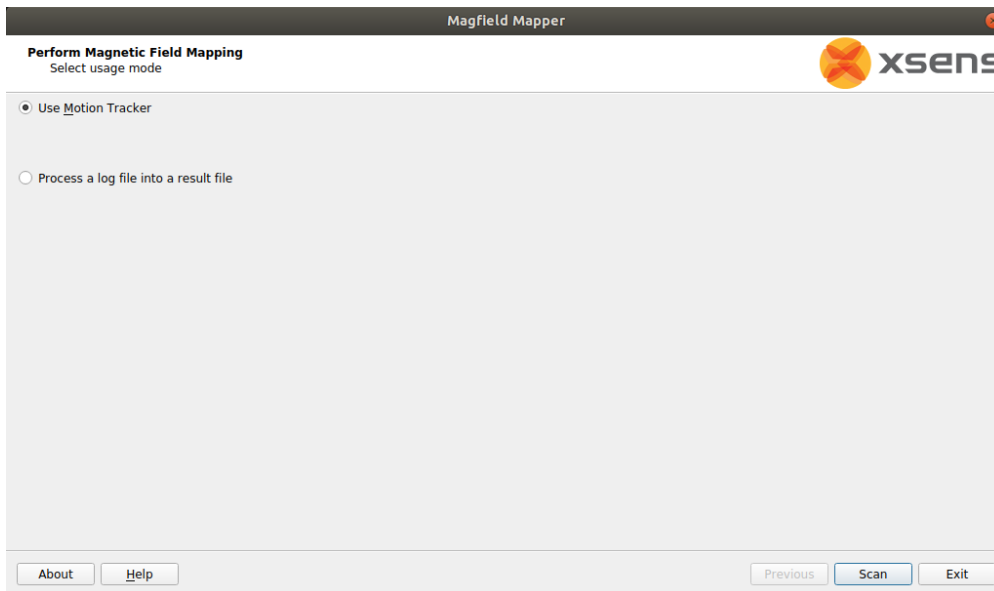 Magfield Mapper
Perform Magnetic Field Mapping
Select usage mode
xsens
Use Motion Tracker
Process a log file into a result file
About Help Previous Scan Exit